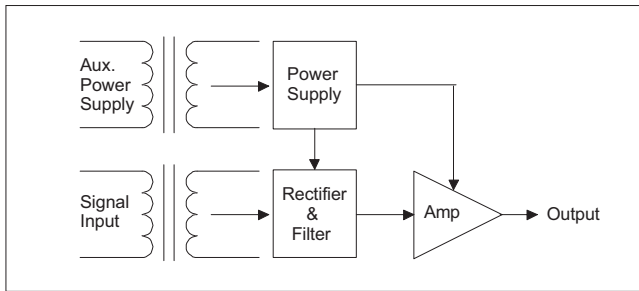 Aux.
Power
Supply
Power
Supply
Signal
Input
Rectifier
&
Filter
Amp
Output